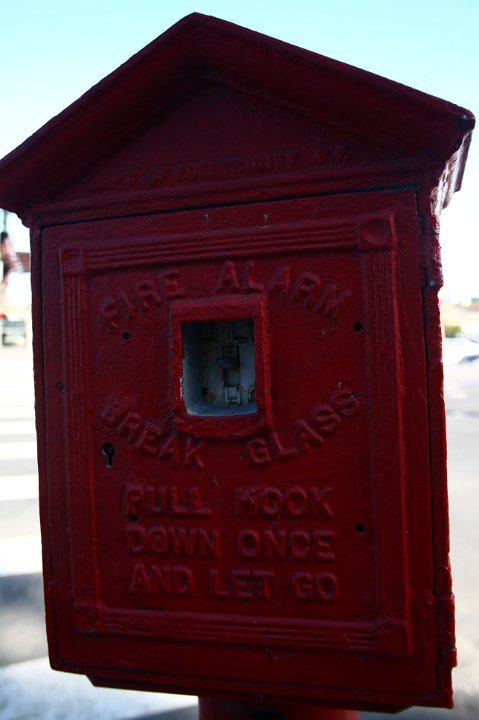 FIRE ALARM
BREAK GLASS
PULL HOOK
DOWN ONCE
AND LET GO